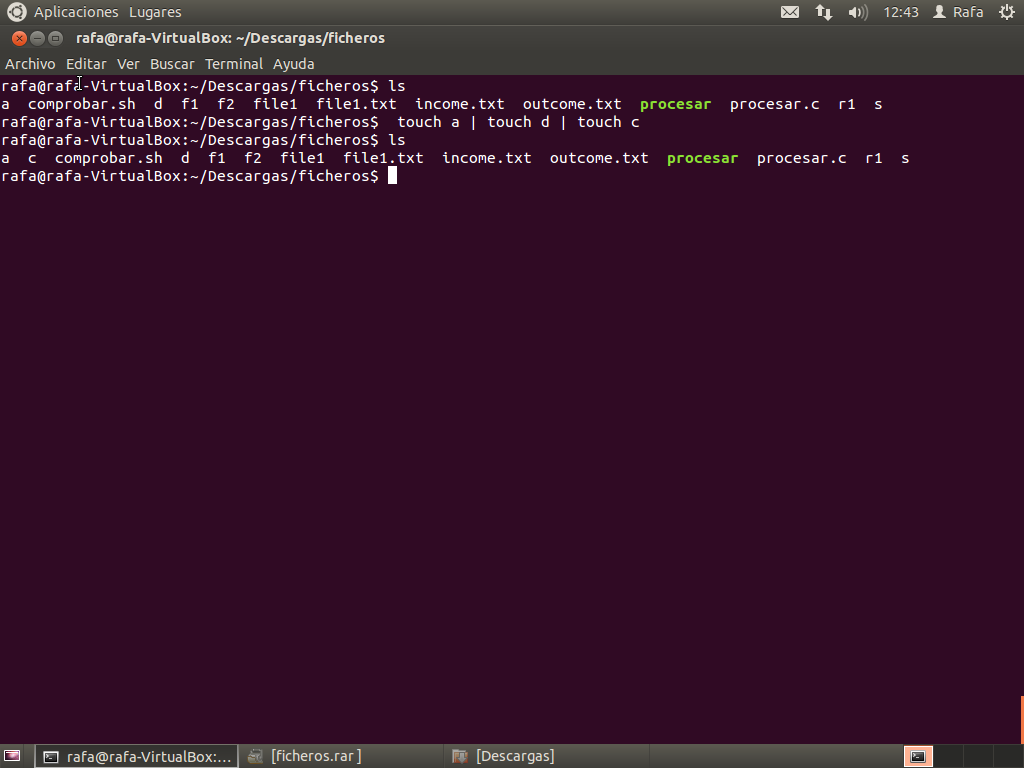 Aplicaciones Lugares 12:43 Rafa
rafa@rafa-VirtualBox: ~/Descargas/ficheros
Archivo Editar Ver Buscar Terminal Ayuda
rafa@rafa-VirtualBox:~/Descargas/ficheros$ ls
a  comprobar.sh  d  f1  f2  file1  file1.txt  income.txt  outcome.txt  procesar  procesar.c  r1  s
rafa@rafa-VirtualBox:~/Descargas/ficheros$  touch a | touch d | touch c
rafa@rafa-VirtualBox:~/Descargas/ficheros$ ls
a  c  comprobar.sh  d  f1  f2  file1  file1.txt  income.txt  outcome.txt  procesar  procesar.c  r1  s
rafa@rafa-VirtualBox:~/Descargas/ficheros$
rafa@rafa-VirtualBox:... [ficheros.rar ] [Descargas]